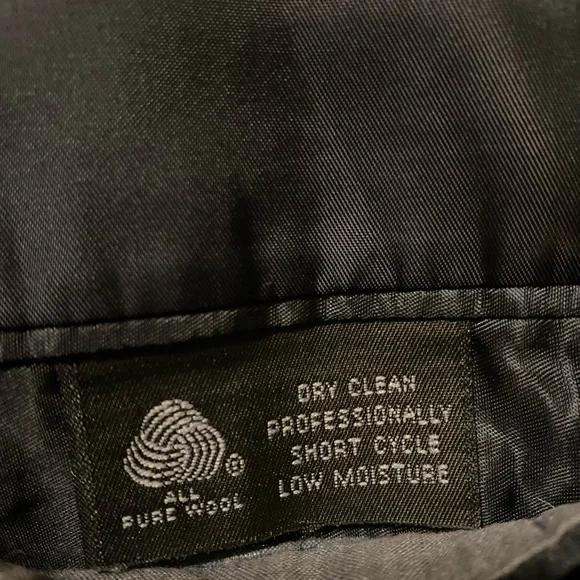 ®
ALL
PURE WOOL
DRY CLEAN
PROFESSIONALLY
SHORT CYCLE
LOW MOISTURE